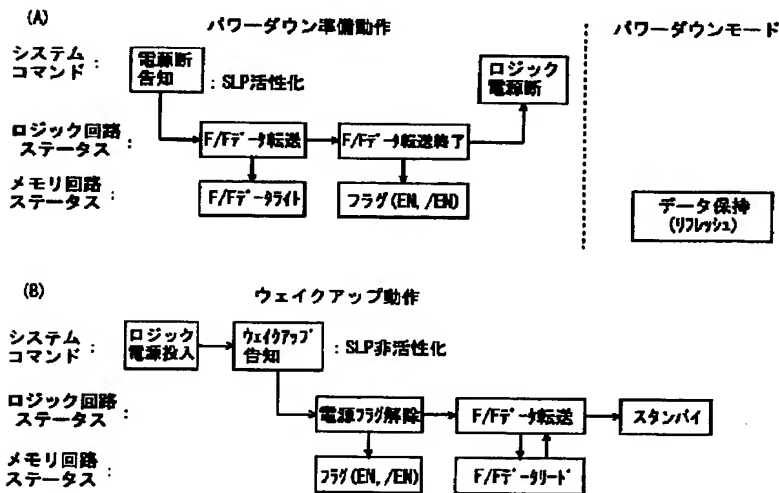 (A)
パワーダウン準備動作
パワーダウンモード
システム
コマンド :
電源断
告知
: SLP活性化
ロジック
電源断
ロジック回路
ステータス :
F/Fデータ転送
F/Fデータ転送終了
メモリ回路
ステータス :
F/Fデータライト
フラグ(EN, /EN)
データ保持
(リフレッシュ)
(B)
ウェイクアップ動作
システム
コマンド :
ロジック
電源投入
ウェイクアップ
告知
: SLP非活性化
ロジック回路
ステータス :
電源フラグ解除
F/Fデータ転送
スタンバイ
メモリ回路
ステータス :
フラグ(EN, /EN)
F/Fデータリード